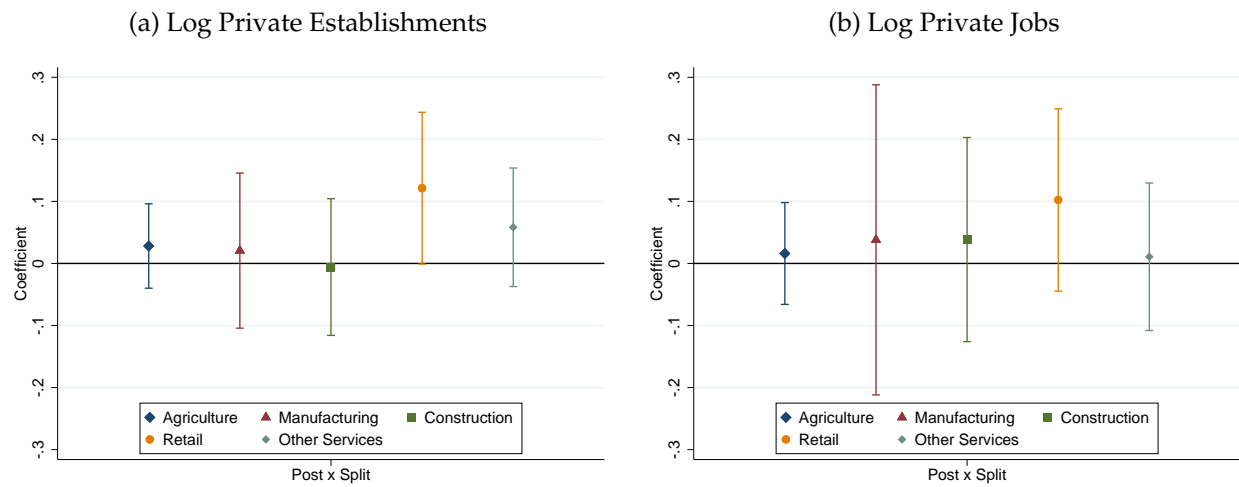 (a) Log Private Establishments
Coefficient
.3
.2
.1
0
-.1
-.2
-.3
Agriculture Manufacturing Construction
Retail Other Services
Post x Split
(b) Log Private Jobs
Coefficient
.3
.2
.1
0
-.1
-.2
-.3
Agriculture Manufacturing Construction
Retail Other Services
Post x Split